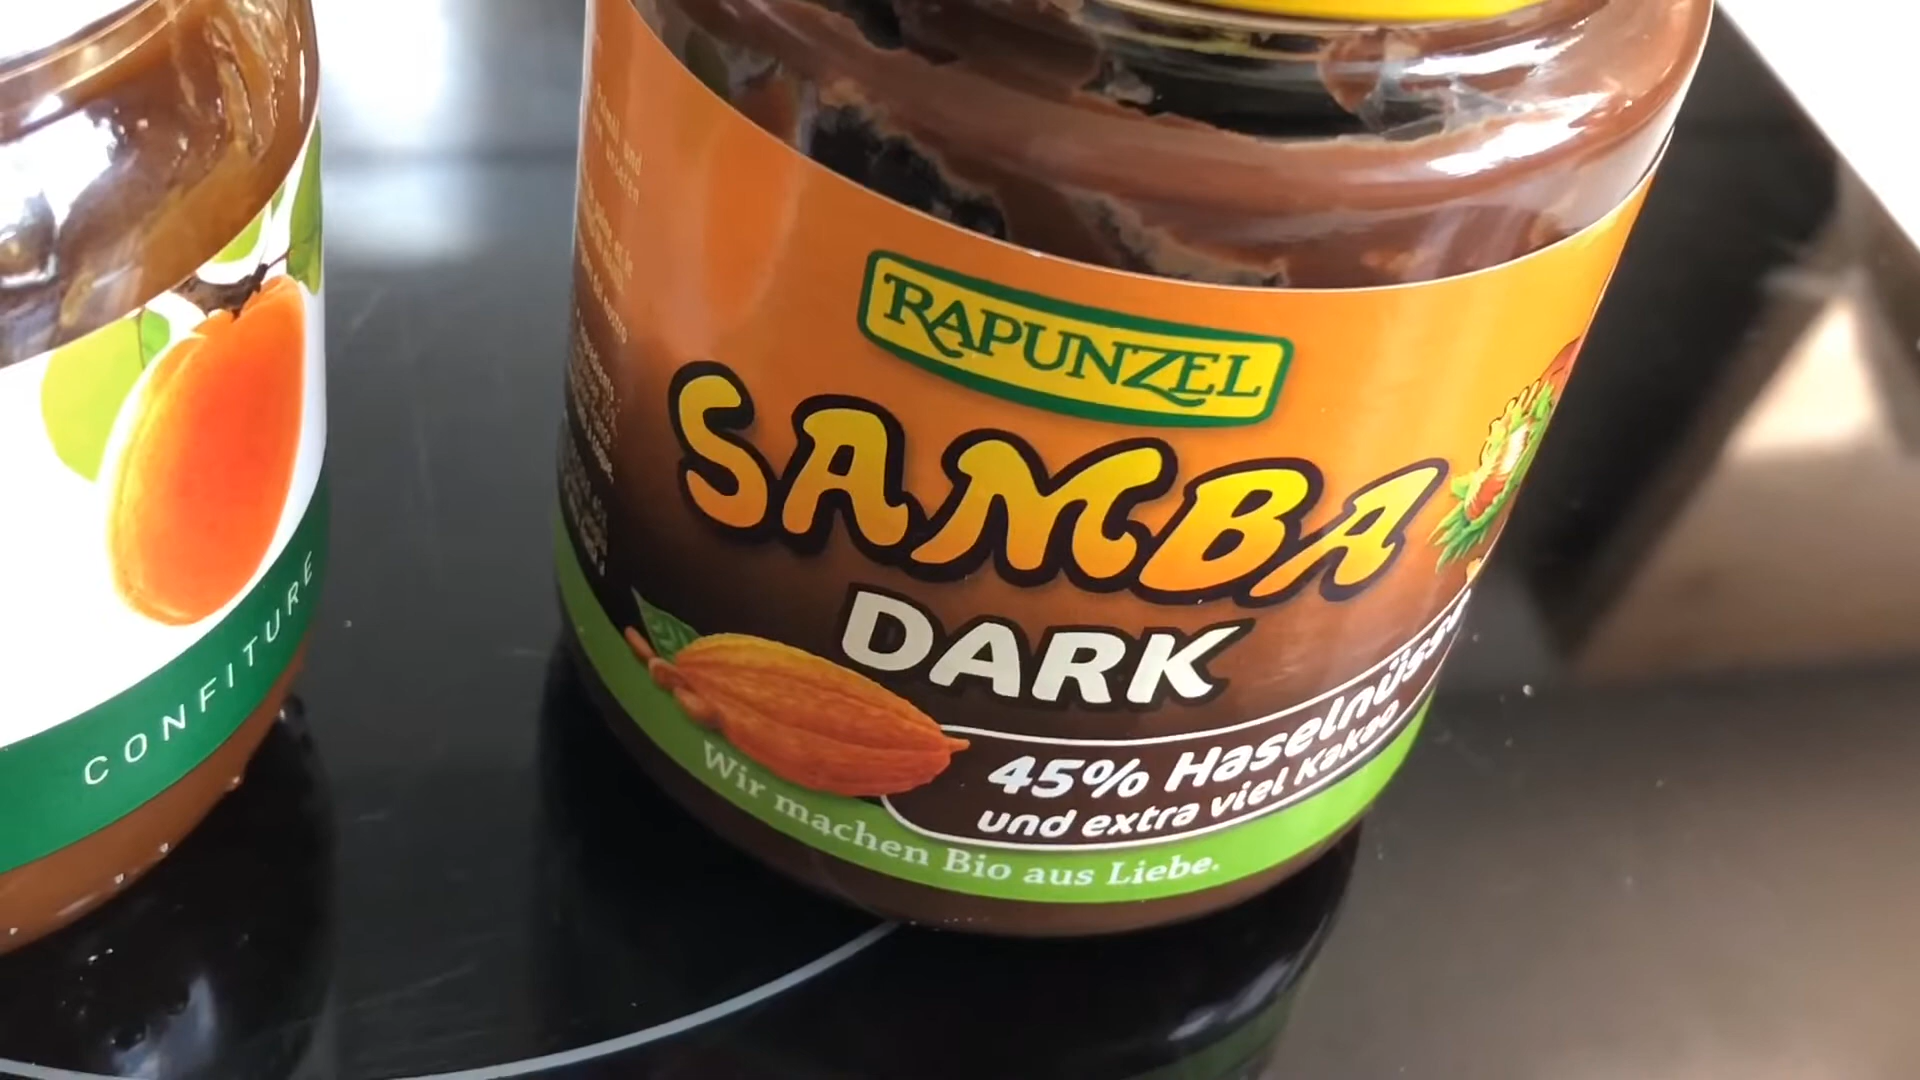 CONFITURE
RAPUNZEL
SAMBA
DARK
45% Haselnüsse
und extra viel Kakao
Wir machen Bio aus Liebe.